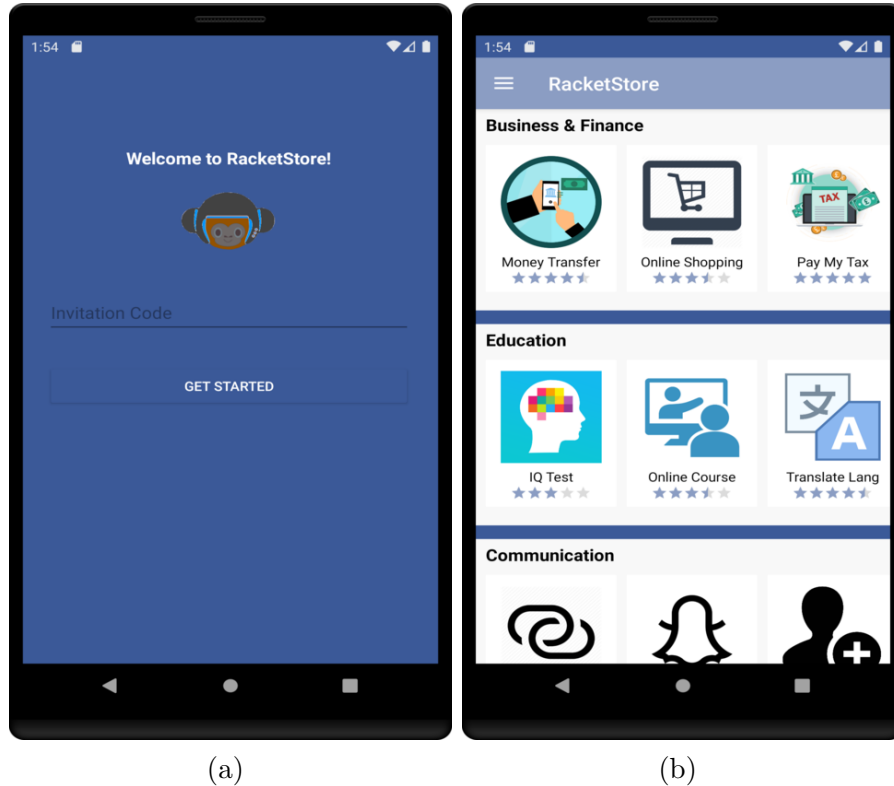 1:54
Welcome to RacketStore!
Invitation Code
GET STARTED
(a)
1:54
RacketStore
Business & Finance
TAX
Money Transfer
Online Shopping
Pay My Tax
Education
文
A
IQ Test
Online Course
Translate Lang
Communication
(b)